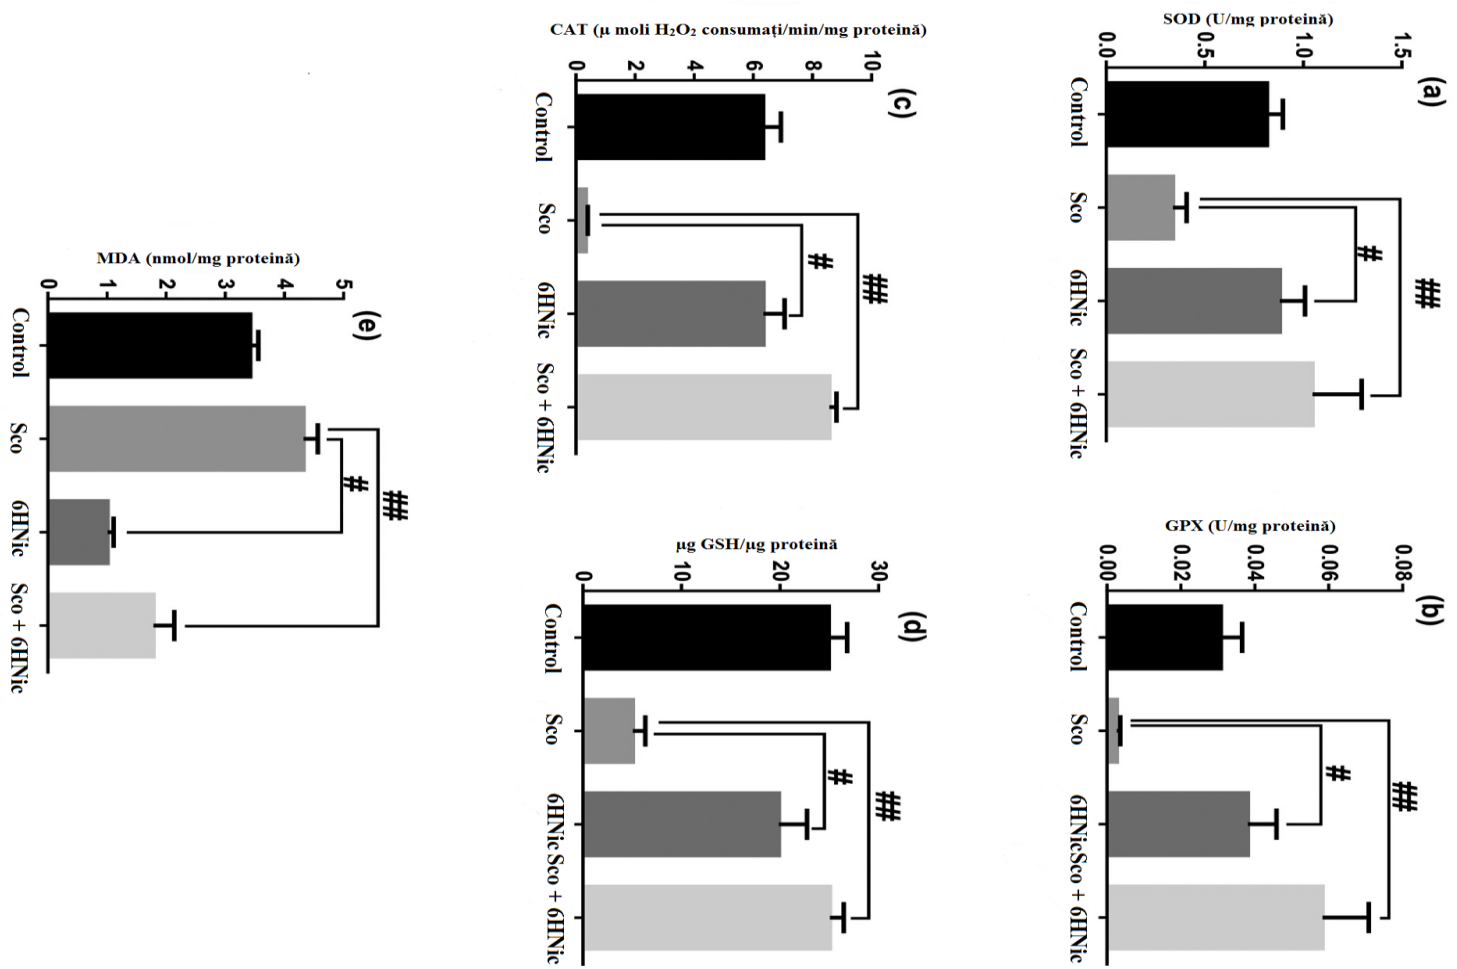 (a)
SOD (U/mg proteină)
0.0
0.5
1.0
1.5
Control
Sco
6HNic
Sco + 6HNic
#
##
(b)
GPX (U/mg proteină)
0.00
0.02
0.04
0.06
0.08
Control
Sco
6HNic
Sco + 6HNic
#
##
(c)
CAT (µ moli H₂O₂ consumați/min/mg proteină)
0
2
4
6
8
10
Control
Sco
6HNic
Sco + 6HNic
#
##
(d)
µg GSH/µg proteină
0
10
20
30
Control
Sco
6HNic
Sco + 6HNic
#
##
(e)
MDA (nmol/mg proteină)
0
1
2
3
4
5
Control
Sco
6HNic
Sco + 6HNic
#
##